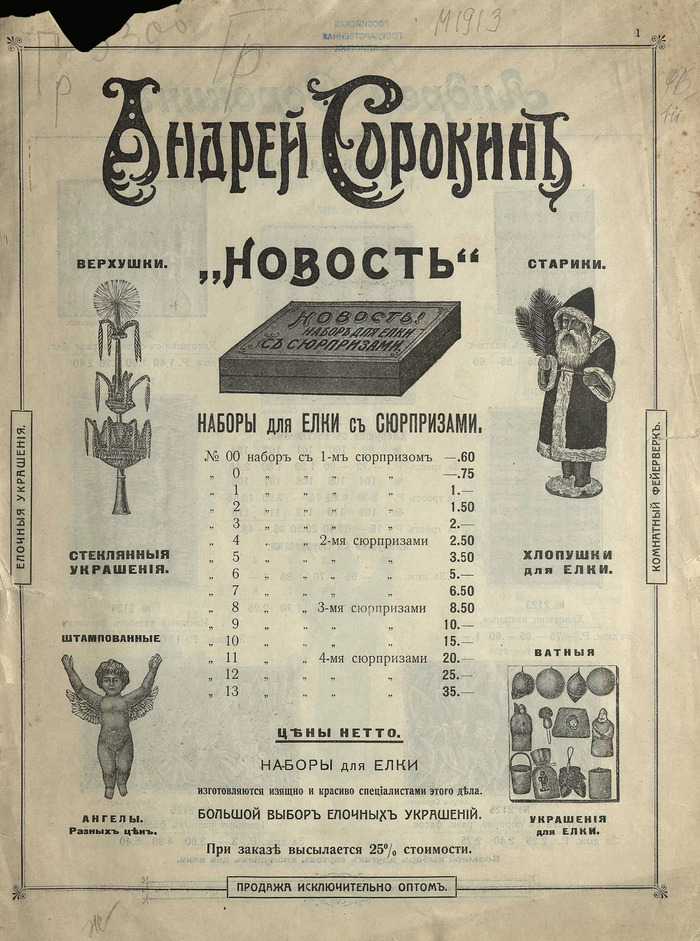 М1913
1
Андрей Сорокинъ
„НОВОСТЬ“
ВЕРХУШКИ.
СТАРИКИ.
НОВОСТЬ!
НАБОРЪ ДЛЯ ЕЛКИ
СЪ СЮРПРИЗАМИ
НАБОРЫ для ЕЛКИ съ СЮРПРИЗАМИ.
№ 00 наборъ съ 1-мъ сюрпризомъ —.60
„ 0 „ „ „ „ —.75
„ 1 „ „ „ „ 1.—
„ 2 „ „ „ „ 1.50
„ 3 „ „ „ „ 2.—
„ 4 „ „ 2-мя сюрпризами 2.50
„ 5 „ „ „ „ 3.50
„ 6 „ „ „ „ 5.—
„ 7 „ „ „ „ 6.50
„ 8 „ „ 3-мя сюрпризами 8.50
„ 9 „ „ „ „ 10.—
„ 10 „ „ „ „ 15.—
„ 11 „ „ 4-мя сюрпризами 20.—
„ 12 „ „ „ „ 25.—
„ 13 „ „ „ „ 35.—
ЕЛОЧНЫЯ УКРАШЕНІЯ.
КОМНАТНЫЙ ФЕЙЕРВЕРКЪ.
СТЕКЛЯННЫЯ
УКРАШЕНІЯ.
ХЛОПУШКИ
для ЕЛКИ.
ШТАМПОВАННЫЕ
ВАТНЫЯ
ЦѢНЫ НЕТТО.
НАБОРЫ для ЕЛКИ
изготовляются изящно и красиво спеціалистами этого дѣла.
БОЛЬШОЙ ВЫБОРЪ ЕЛОЧНЫХЪ УКРАШЕНІЙ.
АНГЕЛЫ.
Разныхъ цѣнъ.
УКРАШЕНІЯ
для ЕЛКИ.
При заказѣ высылается 25% стоимости.
ПРОДАЖА ИСКЛЮЧИТЕЛЬНО ОПТОМЪ.